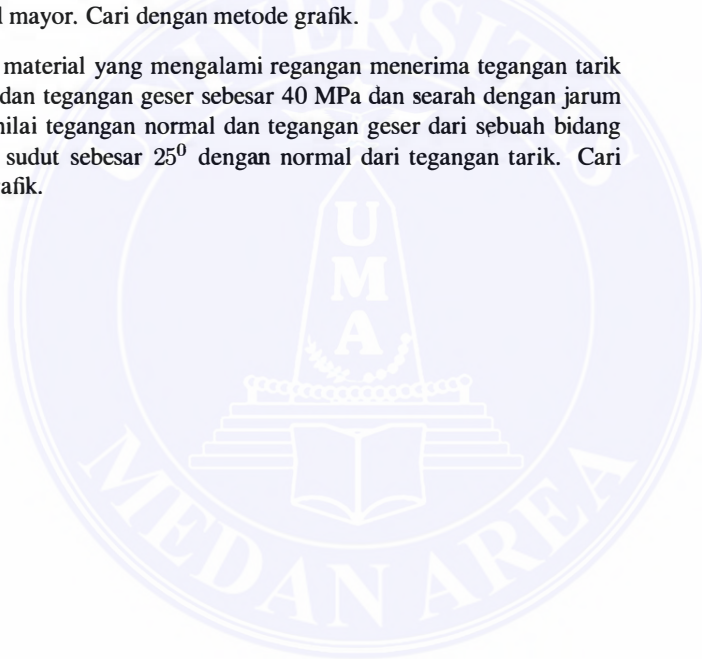 l mayor. Cari dengan metode grafik.
material yang mengalami regangan menerima tegangan tarik
dan tegangan geser sebesar 40 MPa dan searah dengan jarum
nilai tegangan normal dan tegangan geser dari sebuah bidang
sudut sebesar 25⁰ dengan normal dari tegangan tarik. Cari
afik.
UNIVERSITAS
UMA
MEDAN AREA